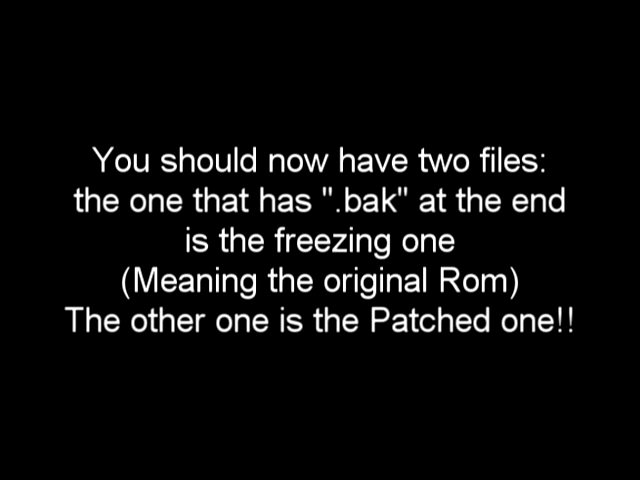 You should now have two files:
the one that has ".bak" at the end
is the freezing one
(Meaning the original Rom)
The other one is the Patched one!!